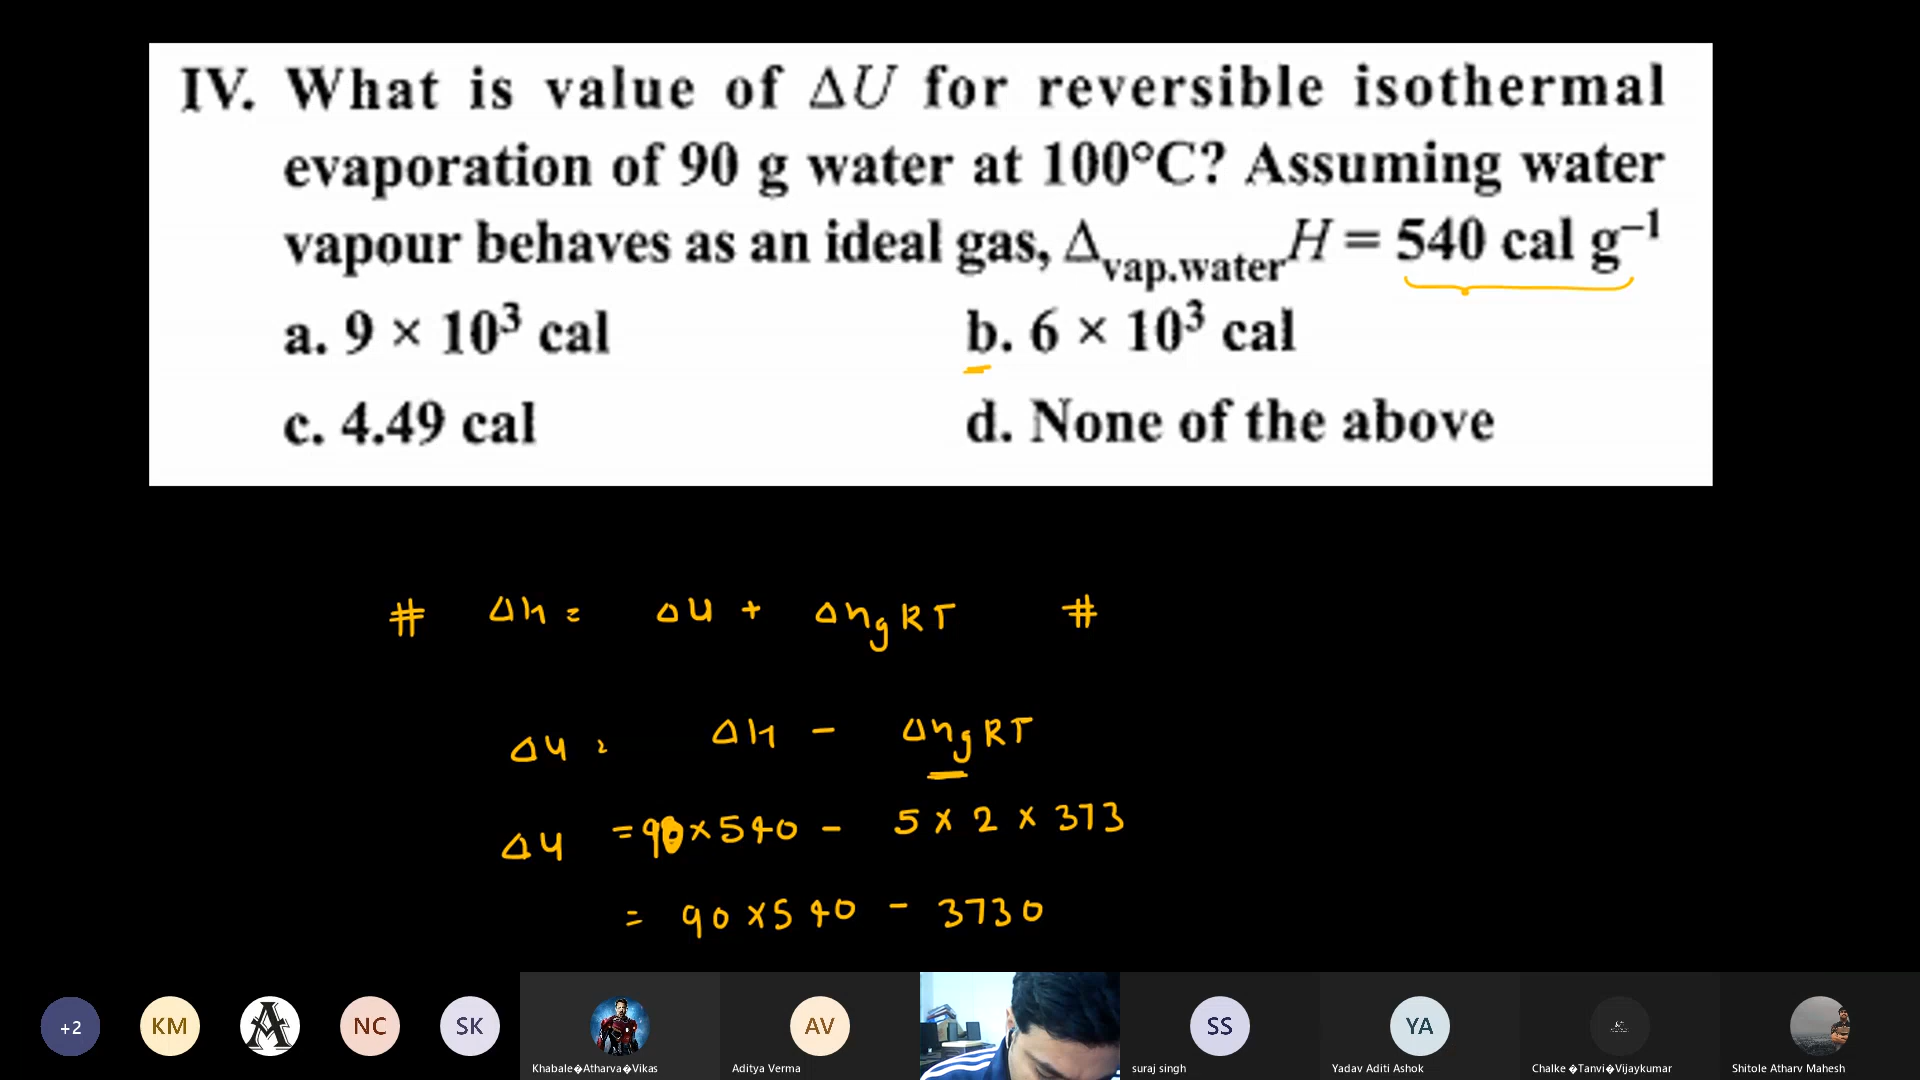 IV. What is value of ΔU for reversible isothermal
evaporation of 90 g water at 100°C? Assuming water
vapour behaves as an ideal gas, Δvap.waterH = 540 cal g⁻¹
a. 9 × 10³ cal b. 6 × 10³ cal
c. 4.49 cal d. None of the above
# Δh = ΔU + Δng RT #
ΔU = Δh - Δng RT
ΔU = 90 × 540 - 5 × 2 × 373
= 90 × 540 - 3730
+2 KM A NC SK AV SS YA
Khabale�Atharva�Vikas Aditya Verma suraj singh Yadav Aditi Ashok Chalke �Tanvi�Vijaykumar Shitole Atharv Mahesh